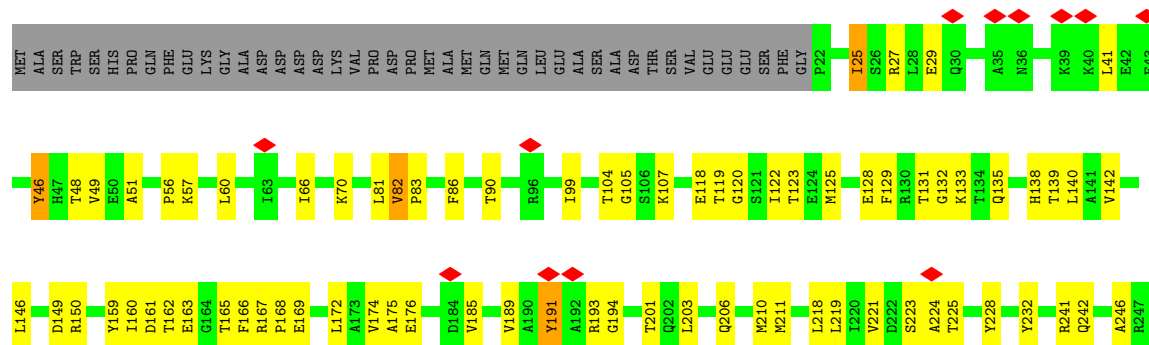 MET ALA SER TRP SER HIS PRO GLN PHE GLU LYS GLY ALA ASP ASP ASP ASP LYS VAL PRO ASP PRO MET ALA MET GLN MET GLN LEU GLU ALA SER ALA ASP THR SER VAL GLU GLU GLU SER PHE GLY P22 I25 S26 R27 L28 E29 Q30 A35 N36 K39 K40 L41 E42
Y46 H47 T48 V49 E50 A51 P56 K57 L60 I63 I66 K70 L81 V82 P83 F86 T90 R96 I99 T104 G105 S106 K107 E118 T119 G120 S121 I122 T123 E124 M125 E128 F129 R130 T131 G132 K133 T134 Q135 H138 T139 L140 A141 V142
L146 D149 R150 Y159 I160 D161 T162 E163 G164 T165 F166 R167 P168 E169 L172 A173 V174 A175 E176 D184 V185 V189 A190 Y191 A192 R193 G194 T201 Q202 L203 Q206 M210 M211 L218 L219 I220 V221 D222 S223 A224 T225 Y228 Y232 R241 Q242 A246 R247